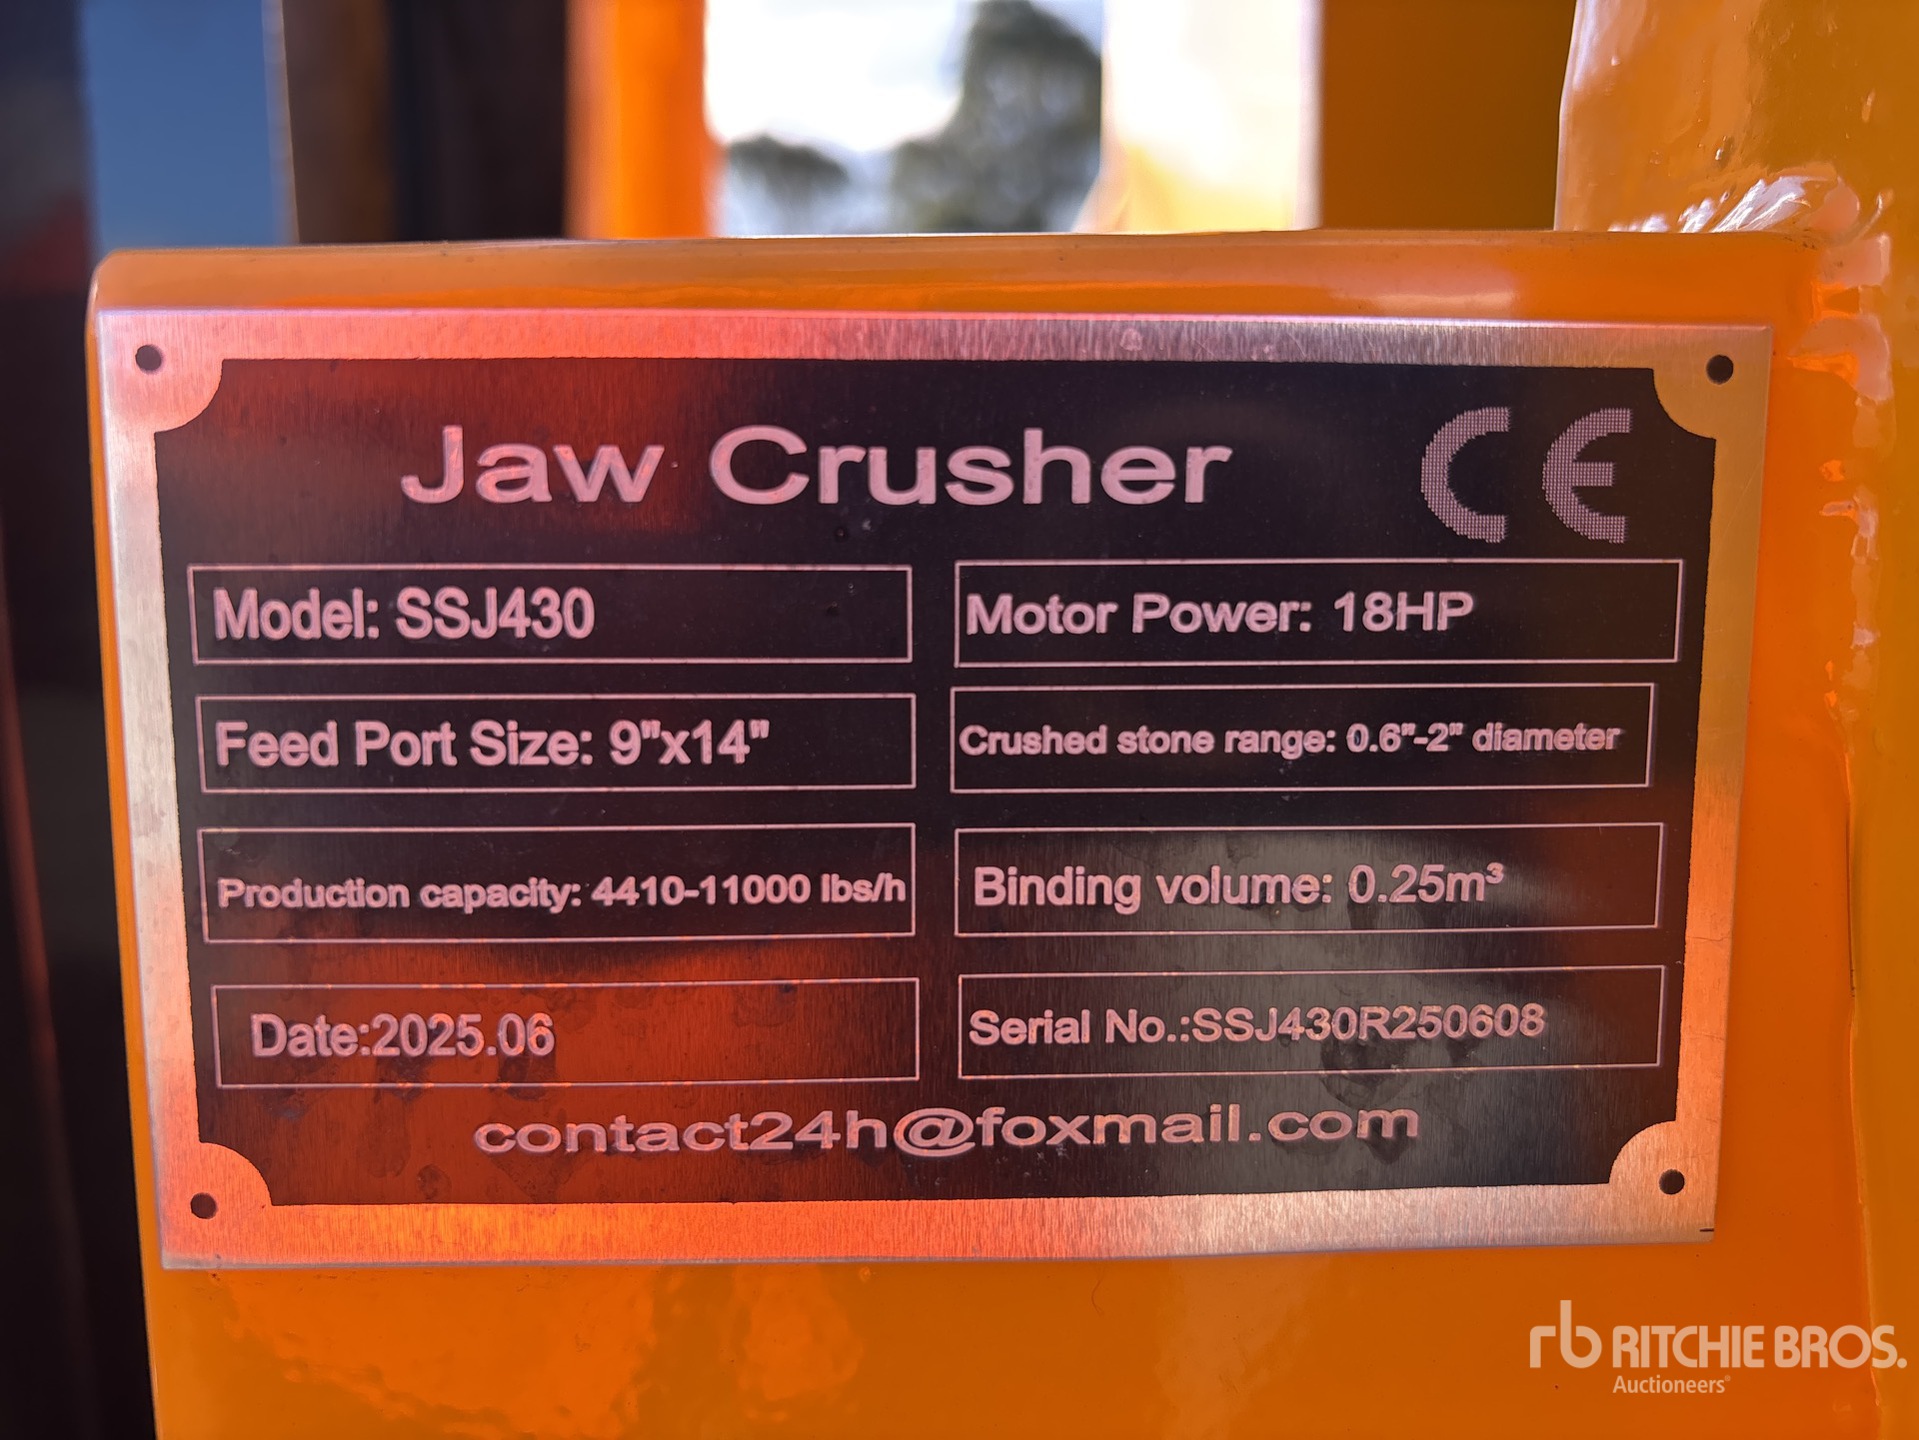 Jaw Crusher
CE
Model: SSJ430
Motor Power: 18HP
Feed Port Size: 9"x14"
Crushed stone range: 0.6"-2" diameter
Production capacity: 4410-11000 lbs/h
Binding volume: 0.25m³
Date:2025.06
Serial No.:SSJ430R250608
contact24h@foxmail.com
rb RITCHIE BROS.
Auctioneers®